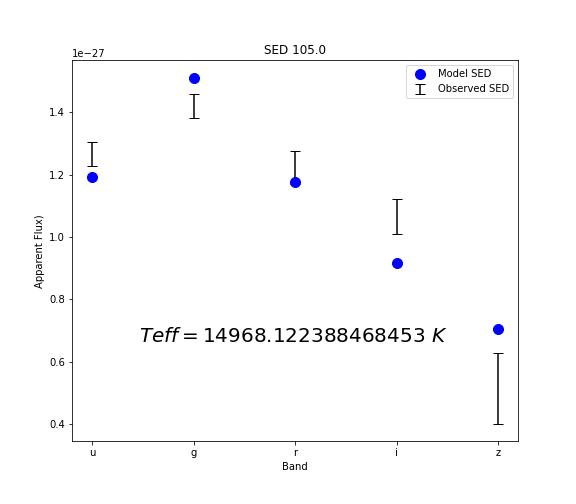 SED 105.0
1e−27
Model SED
Observed SED
1.4
1.2
1.0
0.8
0.6
0.4
Apparent Flux)
Teff = 14968.122388468453 K
u g r i z
Band